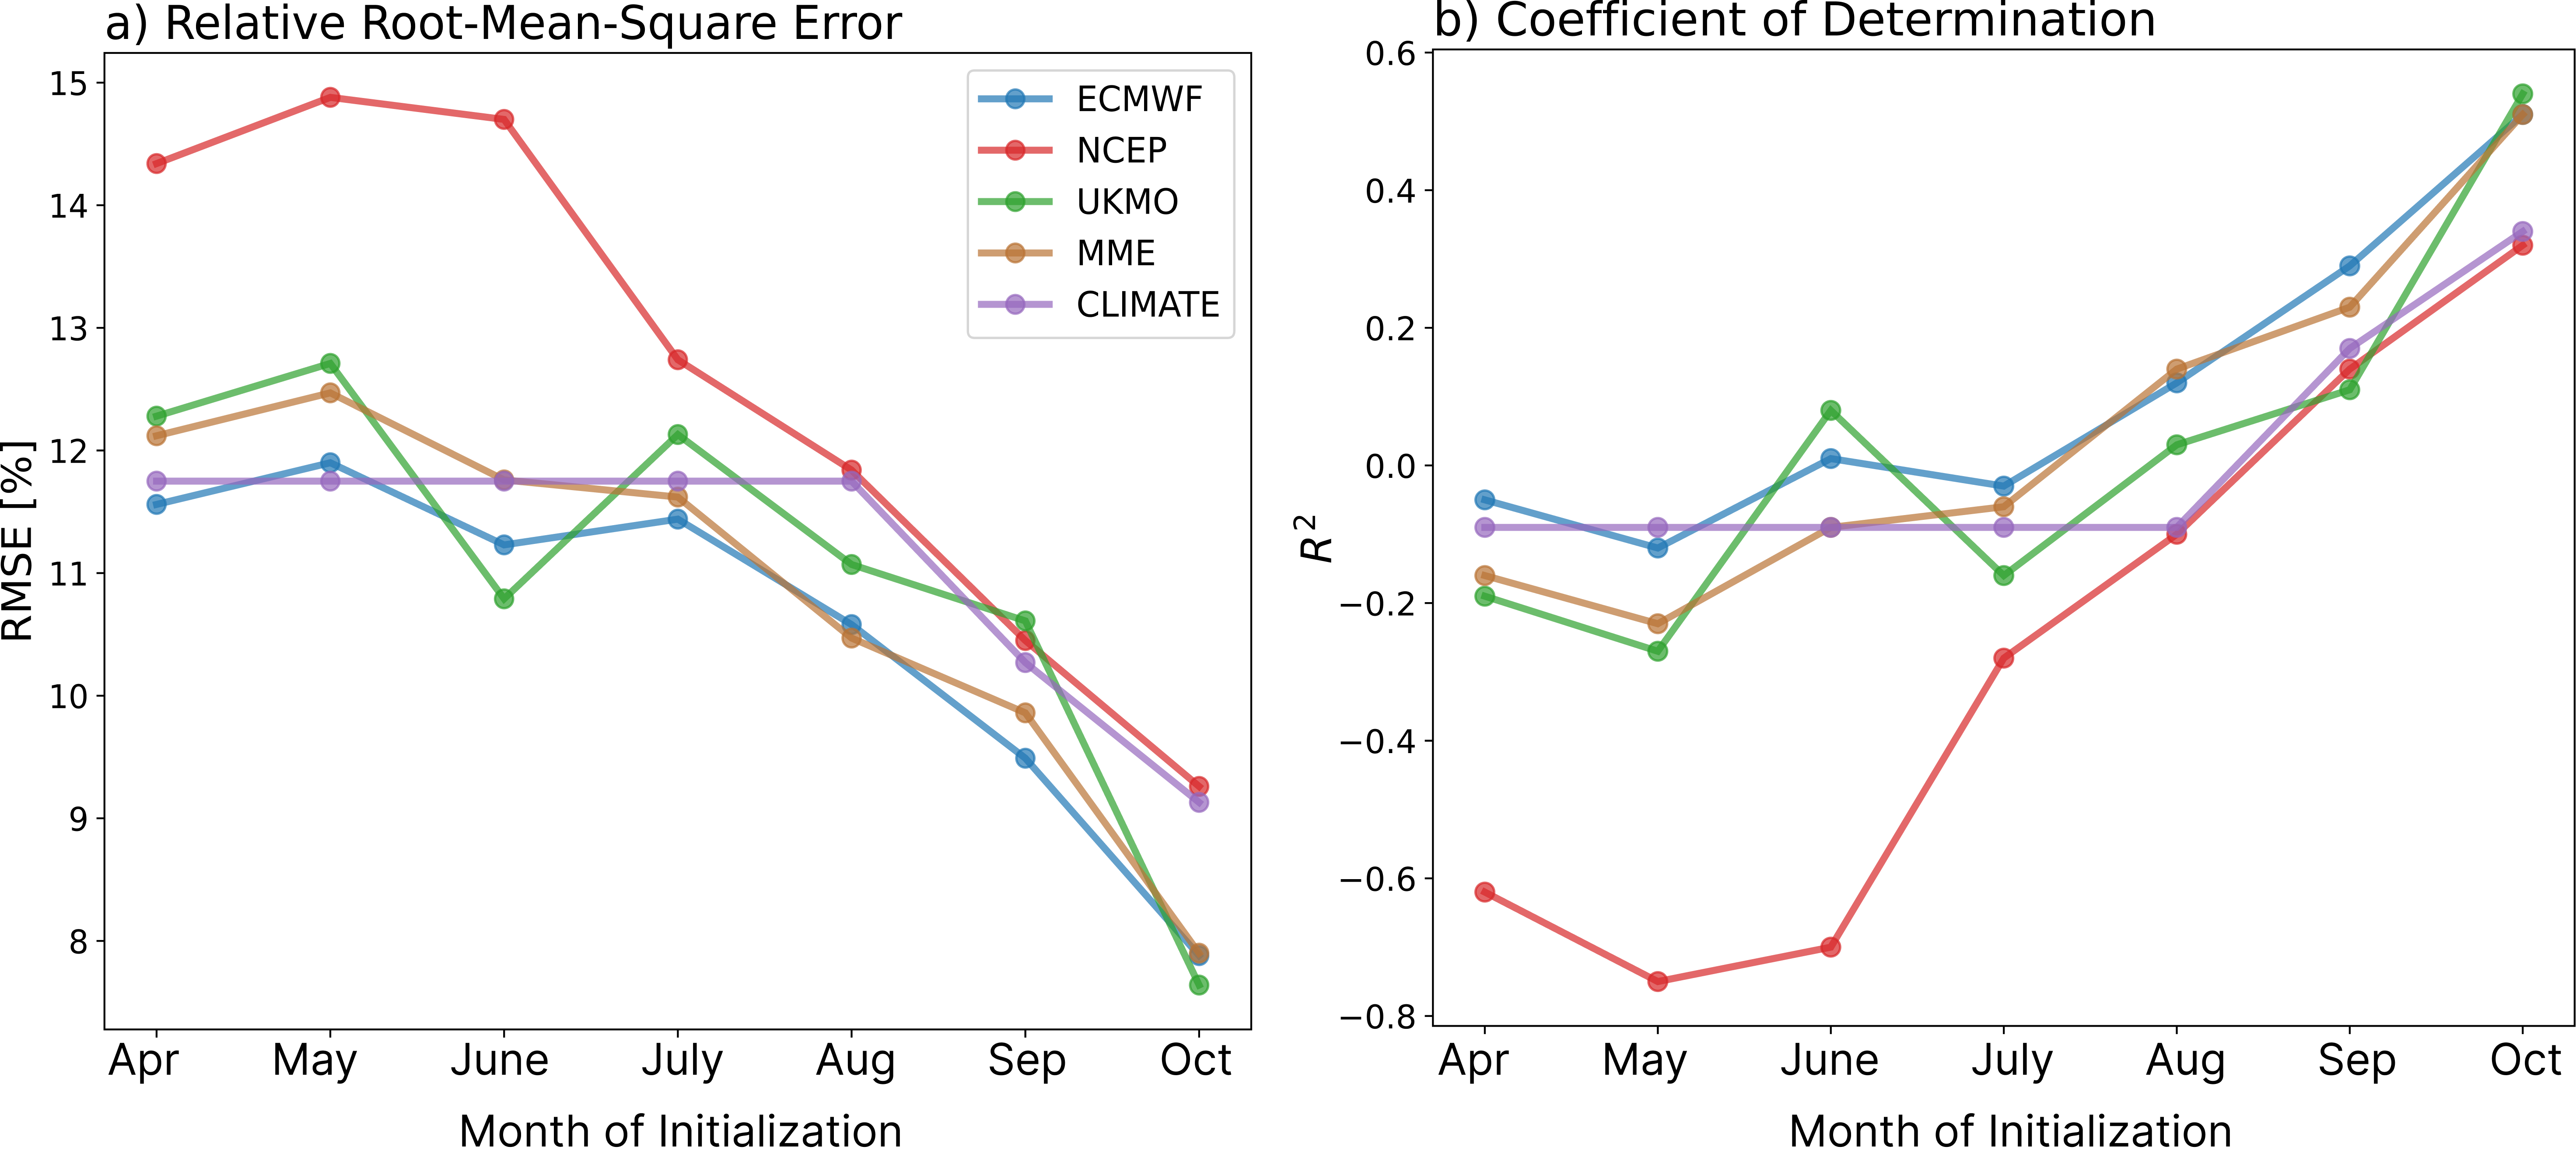 a) Relative Root-Mean-Square Error
RMSE [%]
15
14
13
12
11
10
9
8
ECMWF
NCEP
UKMO
MME
CLIMATE
Apr May June July Aug Sep Oct
Month of Initialization
b) Coefficient of Determination
R²
0.6
0.4
0.2
0.0
−0.2
−0.4
−0.6
−0.8
Apr May June July Aug Sep Oct
Month of Initialization